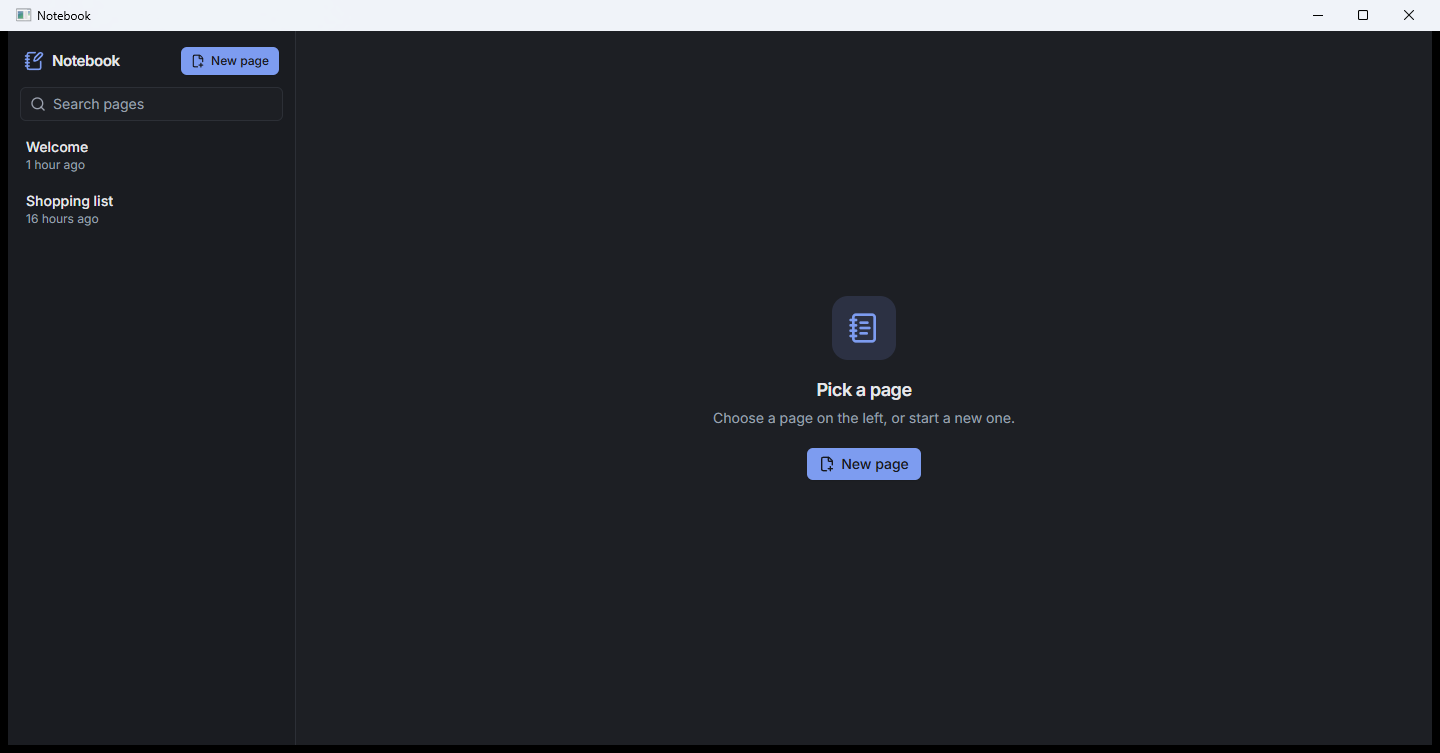 Notebook
Notebook
New page
Search pages
Welcome
1 hour ago
Shopping list
16 hours ago
Pick a page
Choose a page on the left, or start a new one.
New page